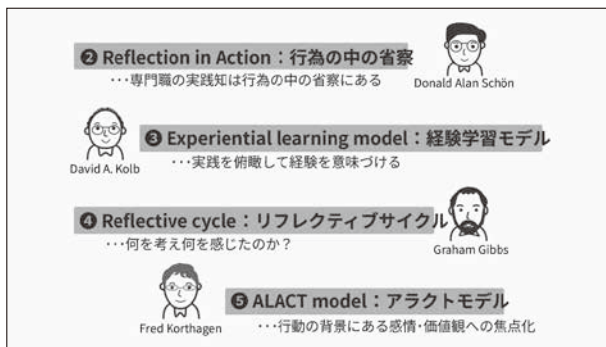 ❷ Reflection in Action：行為の中の省察
･･･専門職の実践知は行為の中の省察にある
Donald Alan Schön
❸ Experiential learning model：経験学習モデル
･･･実践を俯瞰して経験を意味づける
David A. Kolb
❹ Reflective cycle：リフレクティブサイクル
･･･何を考え何を感じたのか？
Graham Gibbs
❺ ALACT model：アラクトモデル
Fred Korthagen
･･･行動の背景にある感情･価値観への焦点化